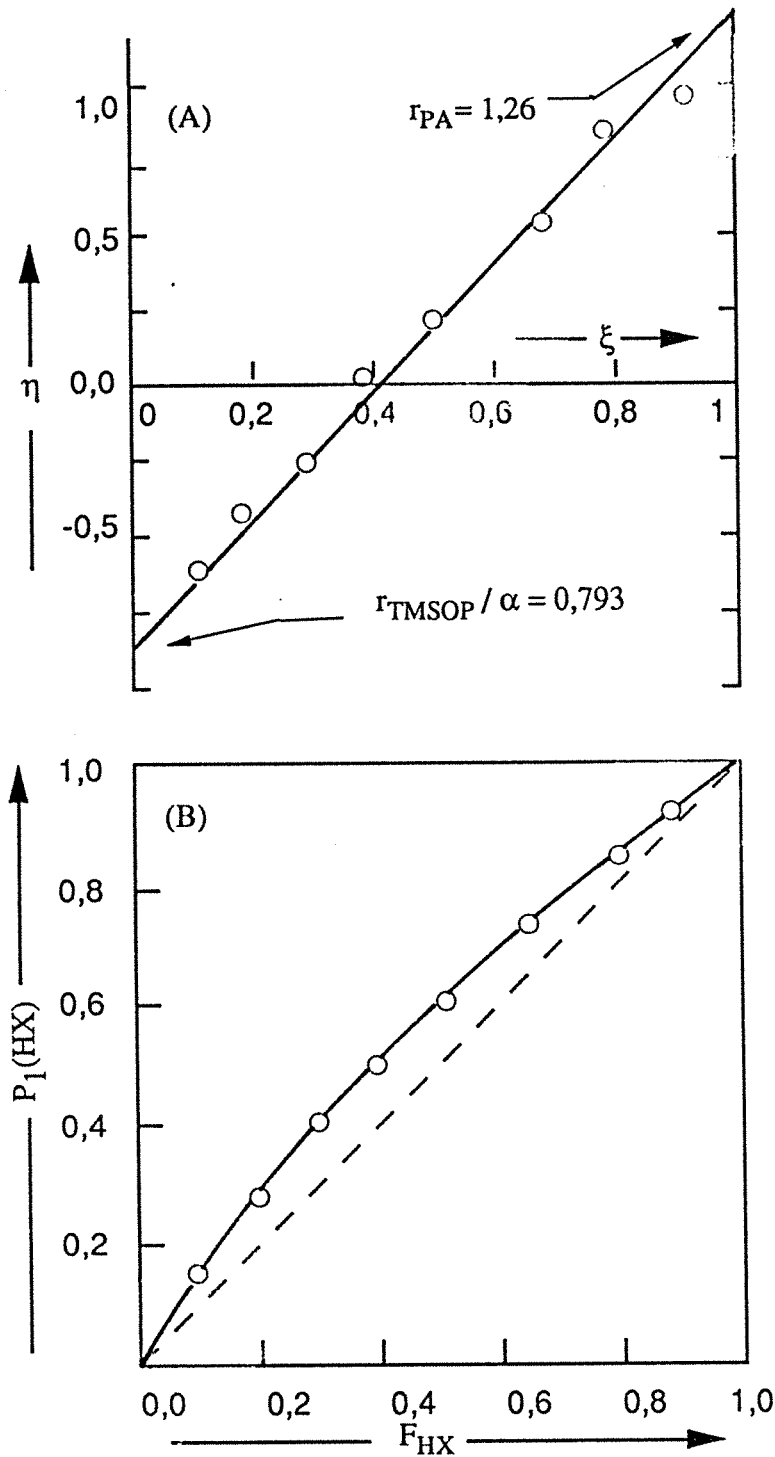 (A)
1,0
r_PA= 1,26
0,5
ξ
η
0,0
0 0,2 0,4 0,6 0,8 1
-0,5
r_TMSOP / α = 0,793
1,0
(B)
0,8
0,6
P₁(HX)
0,4
0,2
0,0 0,2 0,4 0,6 0,8 1,0
F_HX